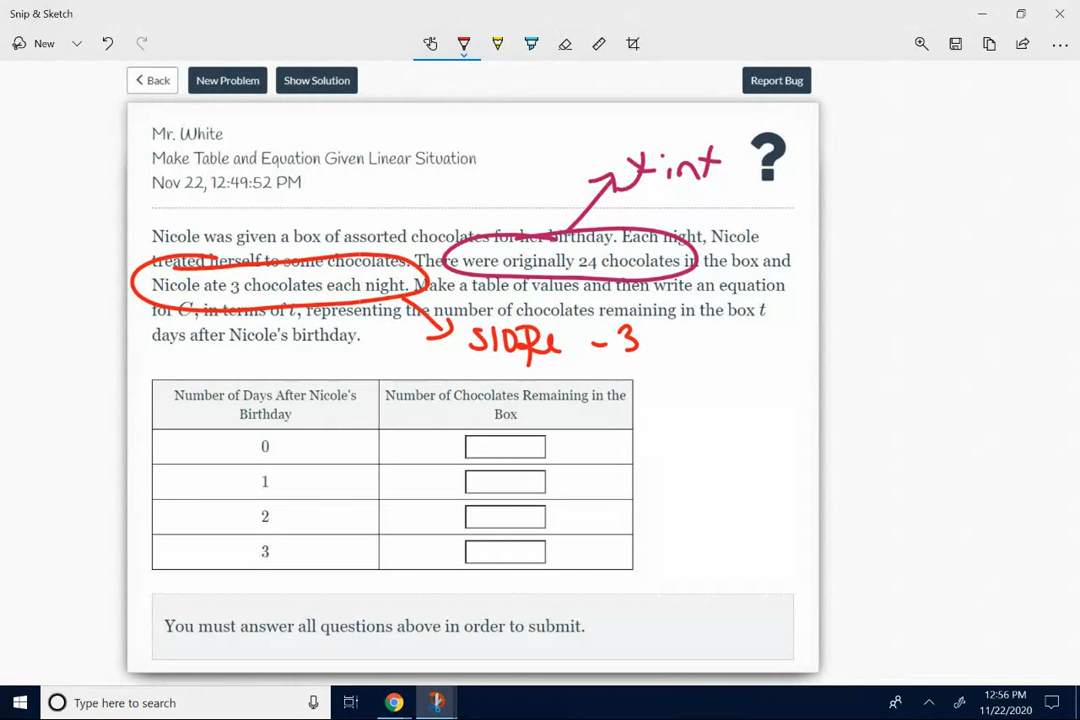 Snip & Sketch
New
Back
New Problem
Show Solution
Report Bug
Mr. White
Make Table and Equation Given Linear Situation
Nov 22, 12:49:52 PM
?
y int
Nicole was given a box of assorted chocolates for her birthday. Each night, Nicole
treated herself to some chocolates. There were originally 24 chocolates in the box and
Nicole ate 3 chocolates each night. Make a table of values and then write an equation
for C, in terms of t, representing the number of chocolates remaining in the box t
days after Nicole's birthday.
slope -3
Number of Days After Nicole's
Birthday
Number of Chocolates Remaining in the
Box
0
1
2
3
You must answer all questions above in order to submit.
Type here to search
12:56 PM
11/22/2020